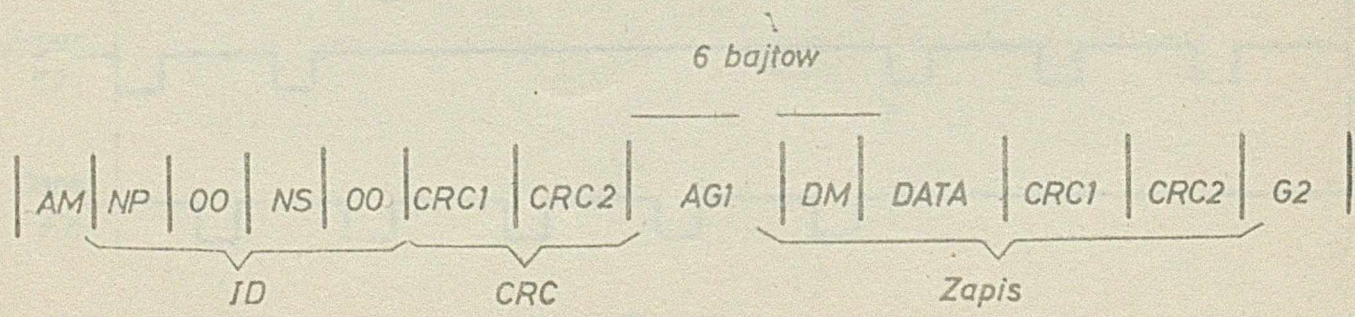 6 bajtow
| AM | NP | 00 | NS | 00 | CRC1 | CRC2 | AG1 | DM | DATA | CRC1 | CRC2 | G2 |
ID CRC Zapis